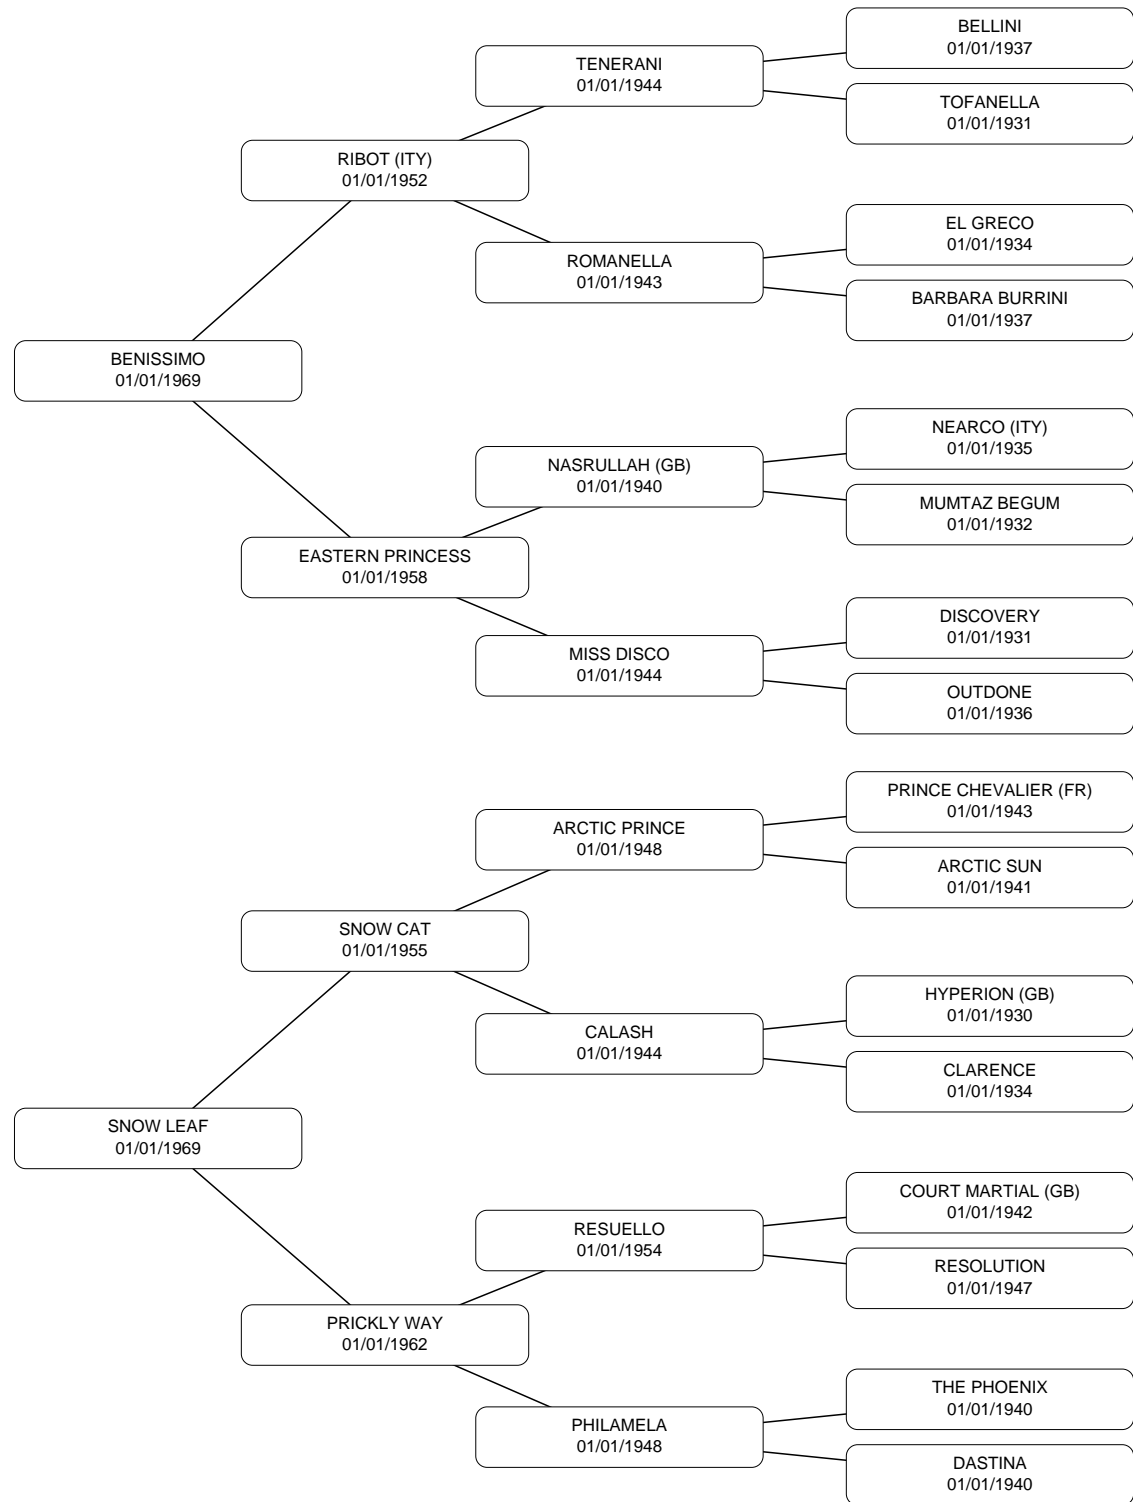 BELLINI
01/01/1937
TENERANI
01/01/1944
TOFANELLA
01/01/1931
RIBOT (ITY)
01/01/1952
EL GRECO
01/01/1934
ROMANELLA
01/01/1943
BARBARA BURRINI
01/01/1937
BENISSIMO
01/01/1969
NEARCO (ITY)
01/01/1935
NASRULLAH (GB)
01/01/1940
MUMTAZ BEGUM
01/01/1932
EASTERN PRINCESS
01/01/1958
DISCOVERY
01/01/1931
MISS DISCO
01/01/1944
OUTDONE
01/01/1936
PRINCE CHEVALIER (FR)
01/01/1943
ARCTIC PRINCE
01/01/1948
ARCTIC SUN
01/01/1941
SNOW CAT
01/01/1955
HYPERION (GB)
01/01/1930
CALASH
01/01/1944
CLARENCE
01/01/1934
SNOW LEAF
01/01/1969
COURT MARTIAL (GB)
01/01/1942
RESUELLO
01/01/1954
RESOLUTION
01/01/1947
PRICKLY WAY
01/01/1962
THE PHOENIX
01/01/1940
PHILAMELA
01/01/1948
DASTINA
01/01/1940